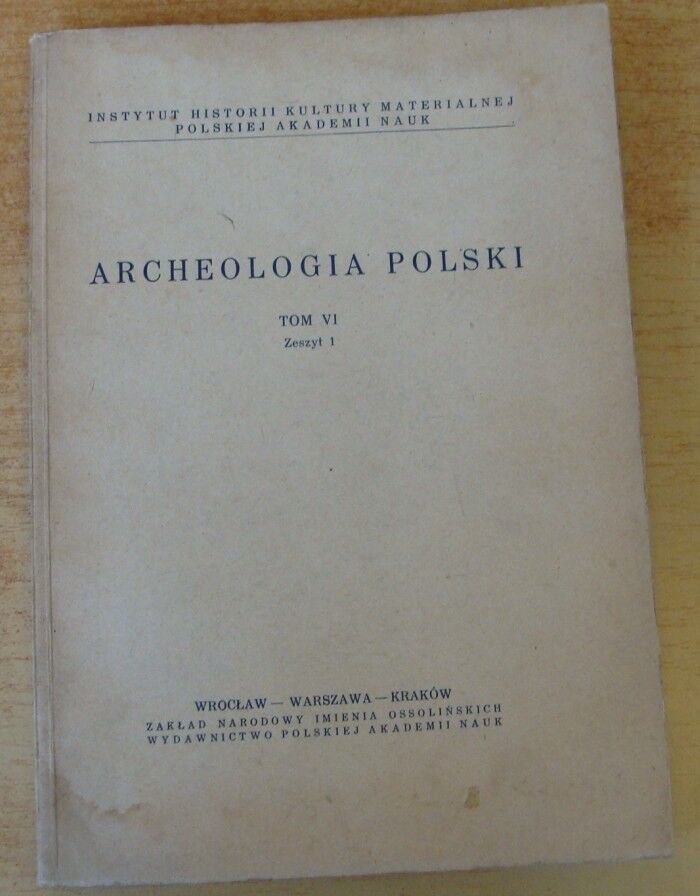 INSTYTUT HISTORII KULTURY MATERIALNEJ
POLSKIEJ AKADEMII NAUK
ARCHEOLOGIA POLSKI
TOM VI
Zeszyt 1
WROCŁAW — WARSZAWA — KRAKÓW
ZAKŁAD NARODOWY IMIENIA OSSOLIŃSKICH
WYDAWNICTWO POLSKIEJ AKADEMII NAUK